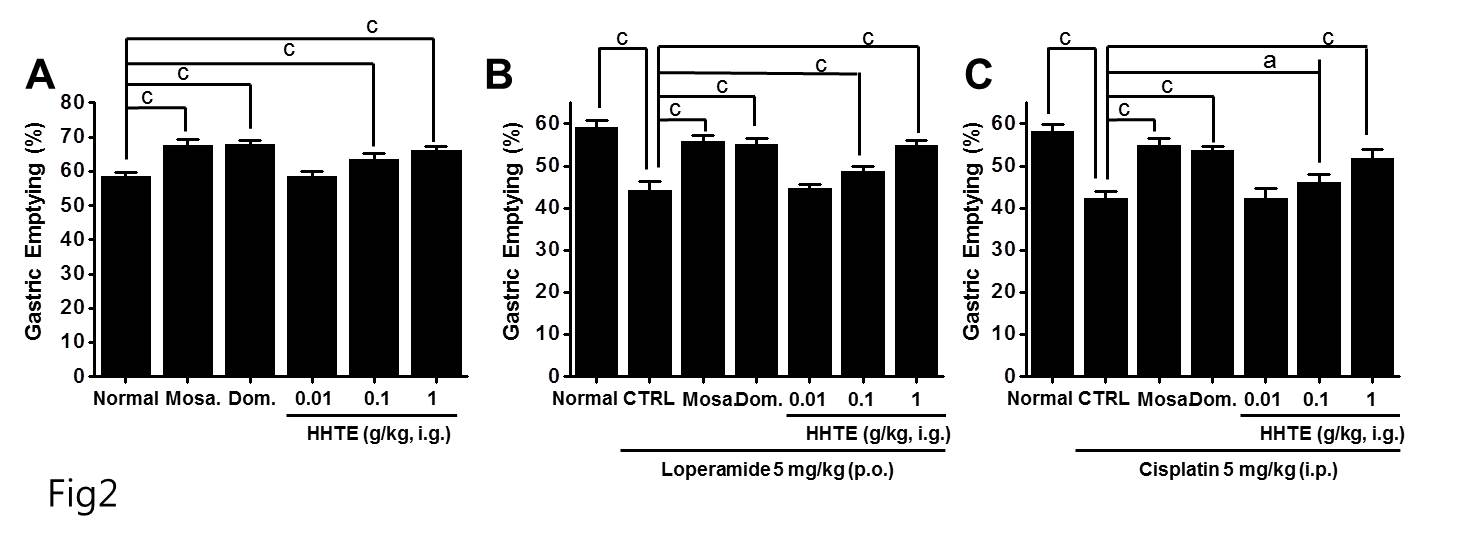 A
c
c
c
c
Gastric Emptying (%)
80
70
60
50
40
30
20
10
0
Normal Mosa. Dom. 0.01 0.1 1
HHTE (g/kg, i.g.)
B
c
c
c
c
c
Gastric Emptying (%)
60
50
40
30
20
10
0
Normal CTRL Mosa. Dom. 0.01 0.1 1
HHTE (g/kg, i.g.)
Loperamide 5 mg/kg (p.o.)
C
c
c
a
c
c
Gastric Emptying (%)
60
50
40
30
20
10
0
Normal CTRL Mosa. Dom. 0.01 0.1 1
HHTE (g/kg, i.g.)
Cisplatin 5 mg/kg (i.p.)
Fig2